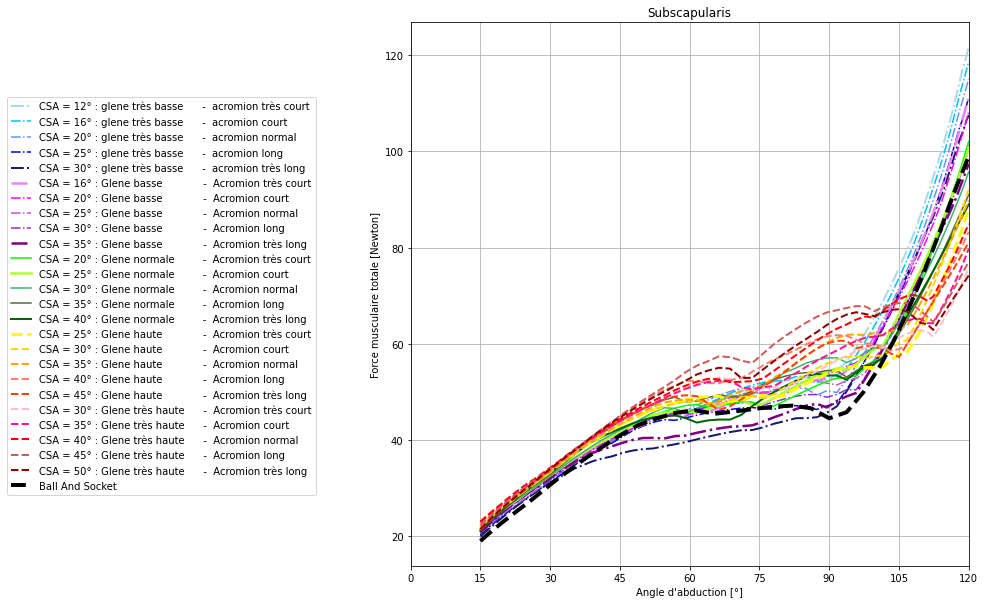 Subscapularis
CSA = 12° : glene très basse - acromion très court
CSA = 16° : glene très basse - acromion court
CSA = 20° : glene très basse - acromion normal
CSA = 25° : glene très basse - acromion long
CSA = 30° : glene très basse - acromion très long
CSA = 16° : Glene basse - Acromion très court
CSA = 20° : Glene basse - Acromion court
CSA = 25° : Glene basse - Acromion normal
CSA = 30° : Glene basse - Acromion long
CSA = 35° : Glene basse - Acromion très long
CSA = 20° : Glene normale - Acromion très court
CSA = 25° : Glene normale - Acromion court
CSA = 30° : Glene normale - Acromion normal
CSA = 35° : Glene normale - Acromion long
CSA = 40° : Glene normale - Acromion très long
CSA = 25° : Glene haute - Acromion très court
CSA = 30° : Glene haute - Acromion court
CSA = 35° : Glene haute - Acromion normal
CSA = 40° : Glene haute - Acromion long
CSA = 45° : Glene haute - Acromion très long
CSA = 30° : Glene très haute - Acromion très court
CSA = 35° : Glene très haute - Acromion court
CSA = 40° : Glene très haute - Acromion normal
CSA = 45° : Glene très haute - Acromion long
CSA = 50° : Glene très haute - Acromion très long
Ball And Socket
Force musculaire totale [Newton]
120
100
80
60
40
20
0 15 30 45 60 75 90 105 120
Angle d'abduction [°]